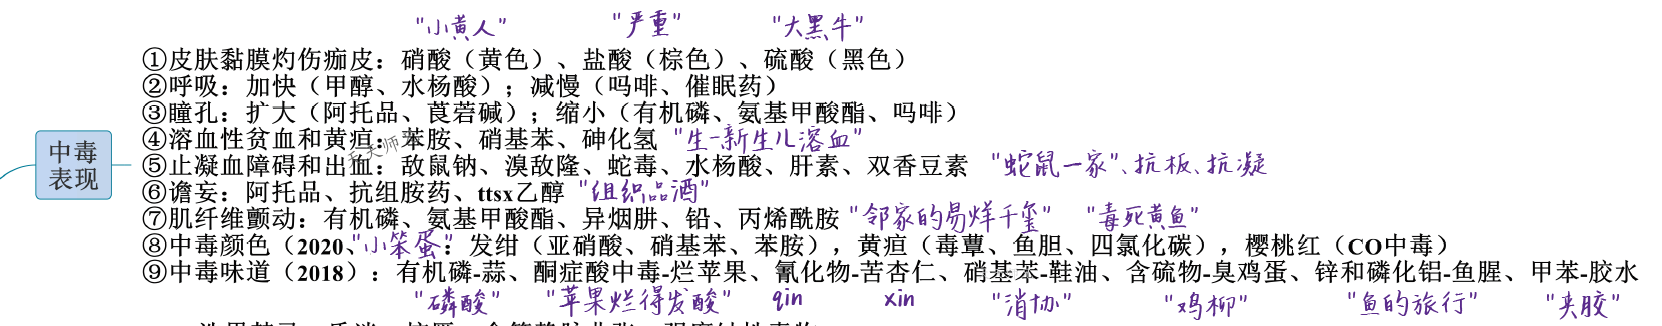 "小黄人" "严重" "大黑牛"
①皮肤黏膜灼伤痂皮：硝酸（黄色）、盐酸（棕色）、硫酸（黑色）
②呼吸：加快（甲醇、水杨酸）；减慢（吗啡、催眠药）
③瞳孔：扩大（阿托品、莨菪碱）；缩小（有机磷、氨基甲酸酯、吗啡）
④溶血性贫血和黄疸：苯胺、硝基苯、砷化氢 "生-新生儿溶血"
中毒
表现
⑤止凝血障碍和出血：敌鼠钠、溴敌隆、蛇毒、水杨酸、肝素、双香豆素 "蛇鼠一家"、抗板、抗凝
⑥谵妄：阿托品、抗组胺药、ttsx乙醇 "组织品酒"
⑦肌纤维颤动：有机磷、氨基甲酸酯、异烟肼、铅、丙烯酰胺 "邻家的易烊千玺" "毒死黄鱼"
⑧中毒颜色（2020、"小笨蛋"：发绀（亚硝酸、硝基苯、苯胺），黄疸（毒蕈、鱼胆、四氯化碳），樱桃红（CO中毒）
⑨中毒味道（2018）：有机磷-蒜、酮症酸中毒-烂苹果、氰化物-苦杏仁、硝基苯-鞋油、含硫物-臭鸡蛋、锌和磷化铝-鱼腥、甲苯-胶水
"磷酸" "苹果烂得发酸" qin xin "消协" "鸡柳" "鱼的旅行" "夹胶"